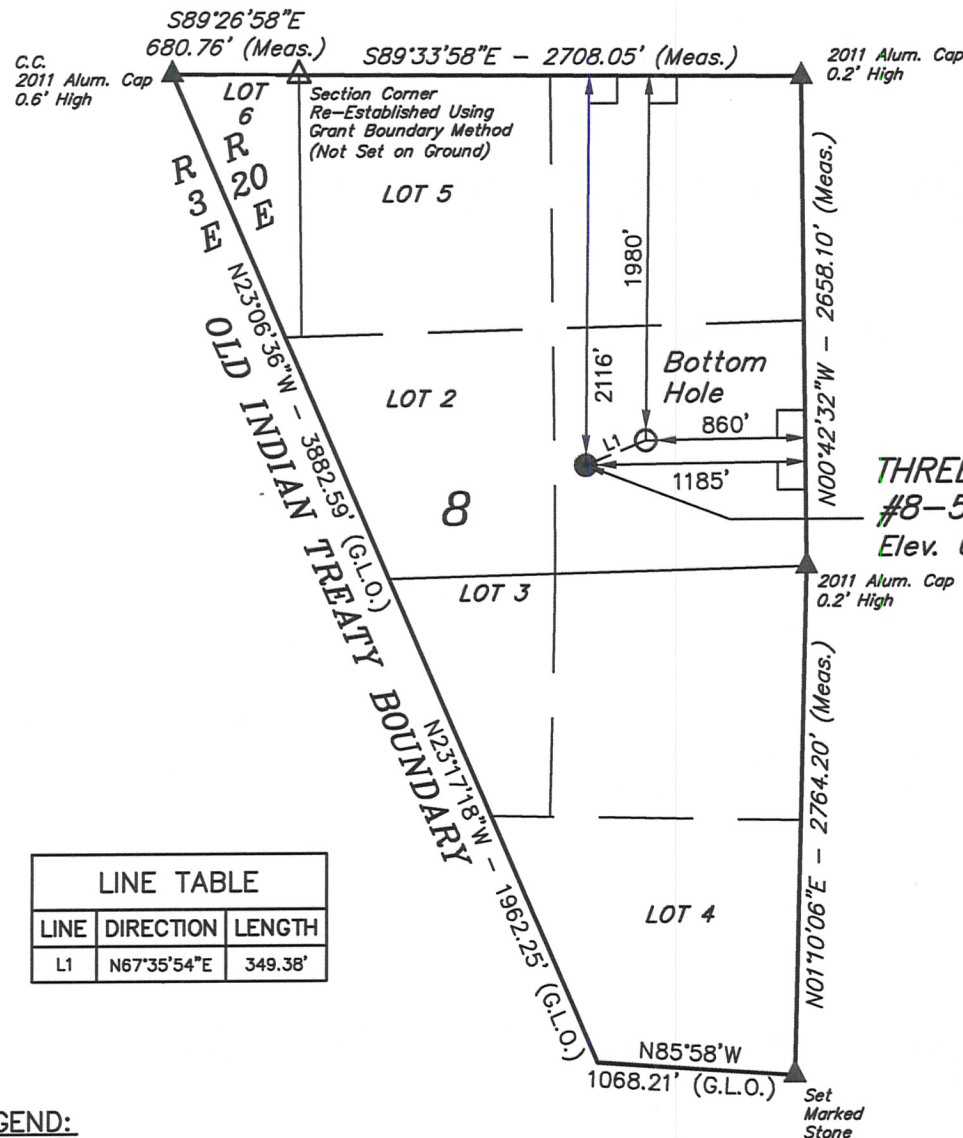 S89°26'58"E
680.76' (Meas.)
S89°33'58"E - 2708.05' (Meas.)
C.C.
2011 Alum. Cap
0.6' High
2011 Alum. Cap
0.2' High
LOT
6
Section Corner
Re-Established Using
Grant Boundary Method
(Not Set on Ground)
R
20
E
R
3
E
LOT 5
1980'
2116'
N00°42'32"W - 2658.10' (Meas.)
N23°06'36"W - 3882.59' (G.L.O.)
OLD INDIAN TREATY BOUNDARY
LOT 2
Bottom
Hole
860'
L1
1185'
8
#8-5
Elev.
2011 Alum. Cap
0.2' High
LOT 3
N23°17'18"W - 1962.25' (G.L.O.)
N01°10'06"E - 2764.20' (Meas.)
LOT 4
LINE TABLE
LINE DIRECTION LENGTH
L1 N67°35'54"E 349.38'
N85°58'W
1068.21' (G.L.O.)
Set
Marked
Stone